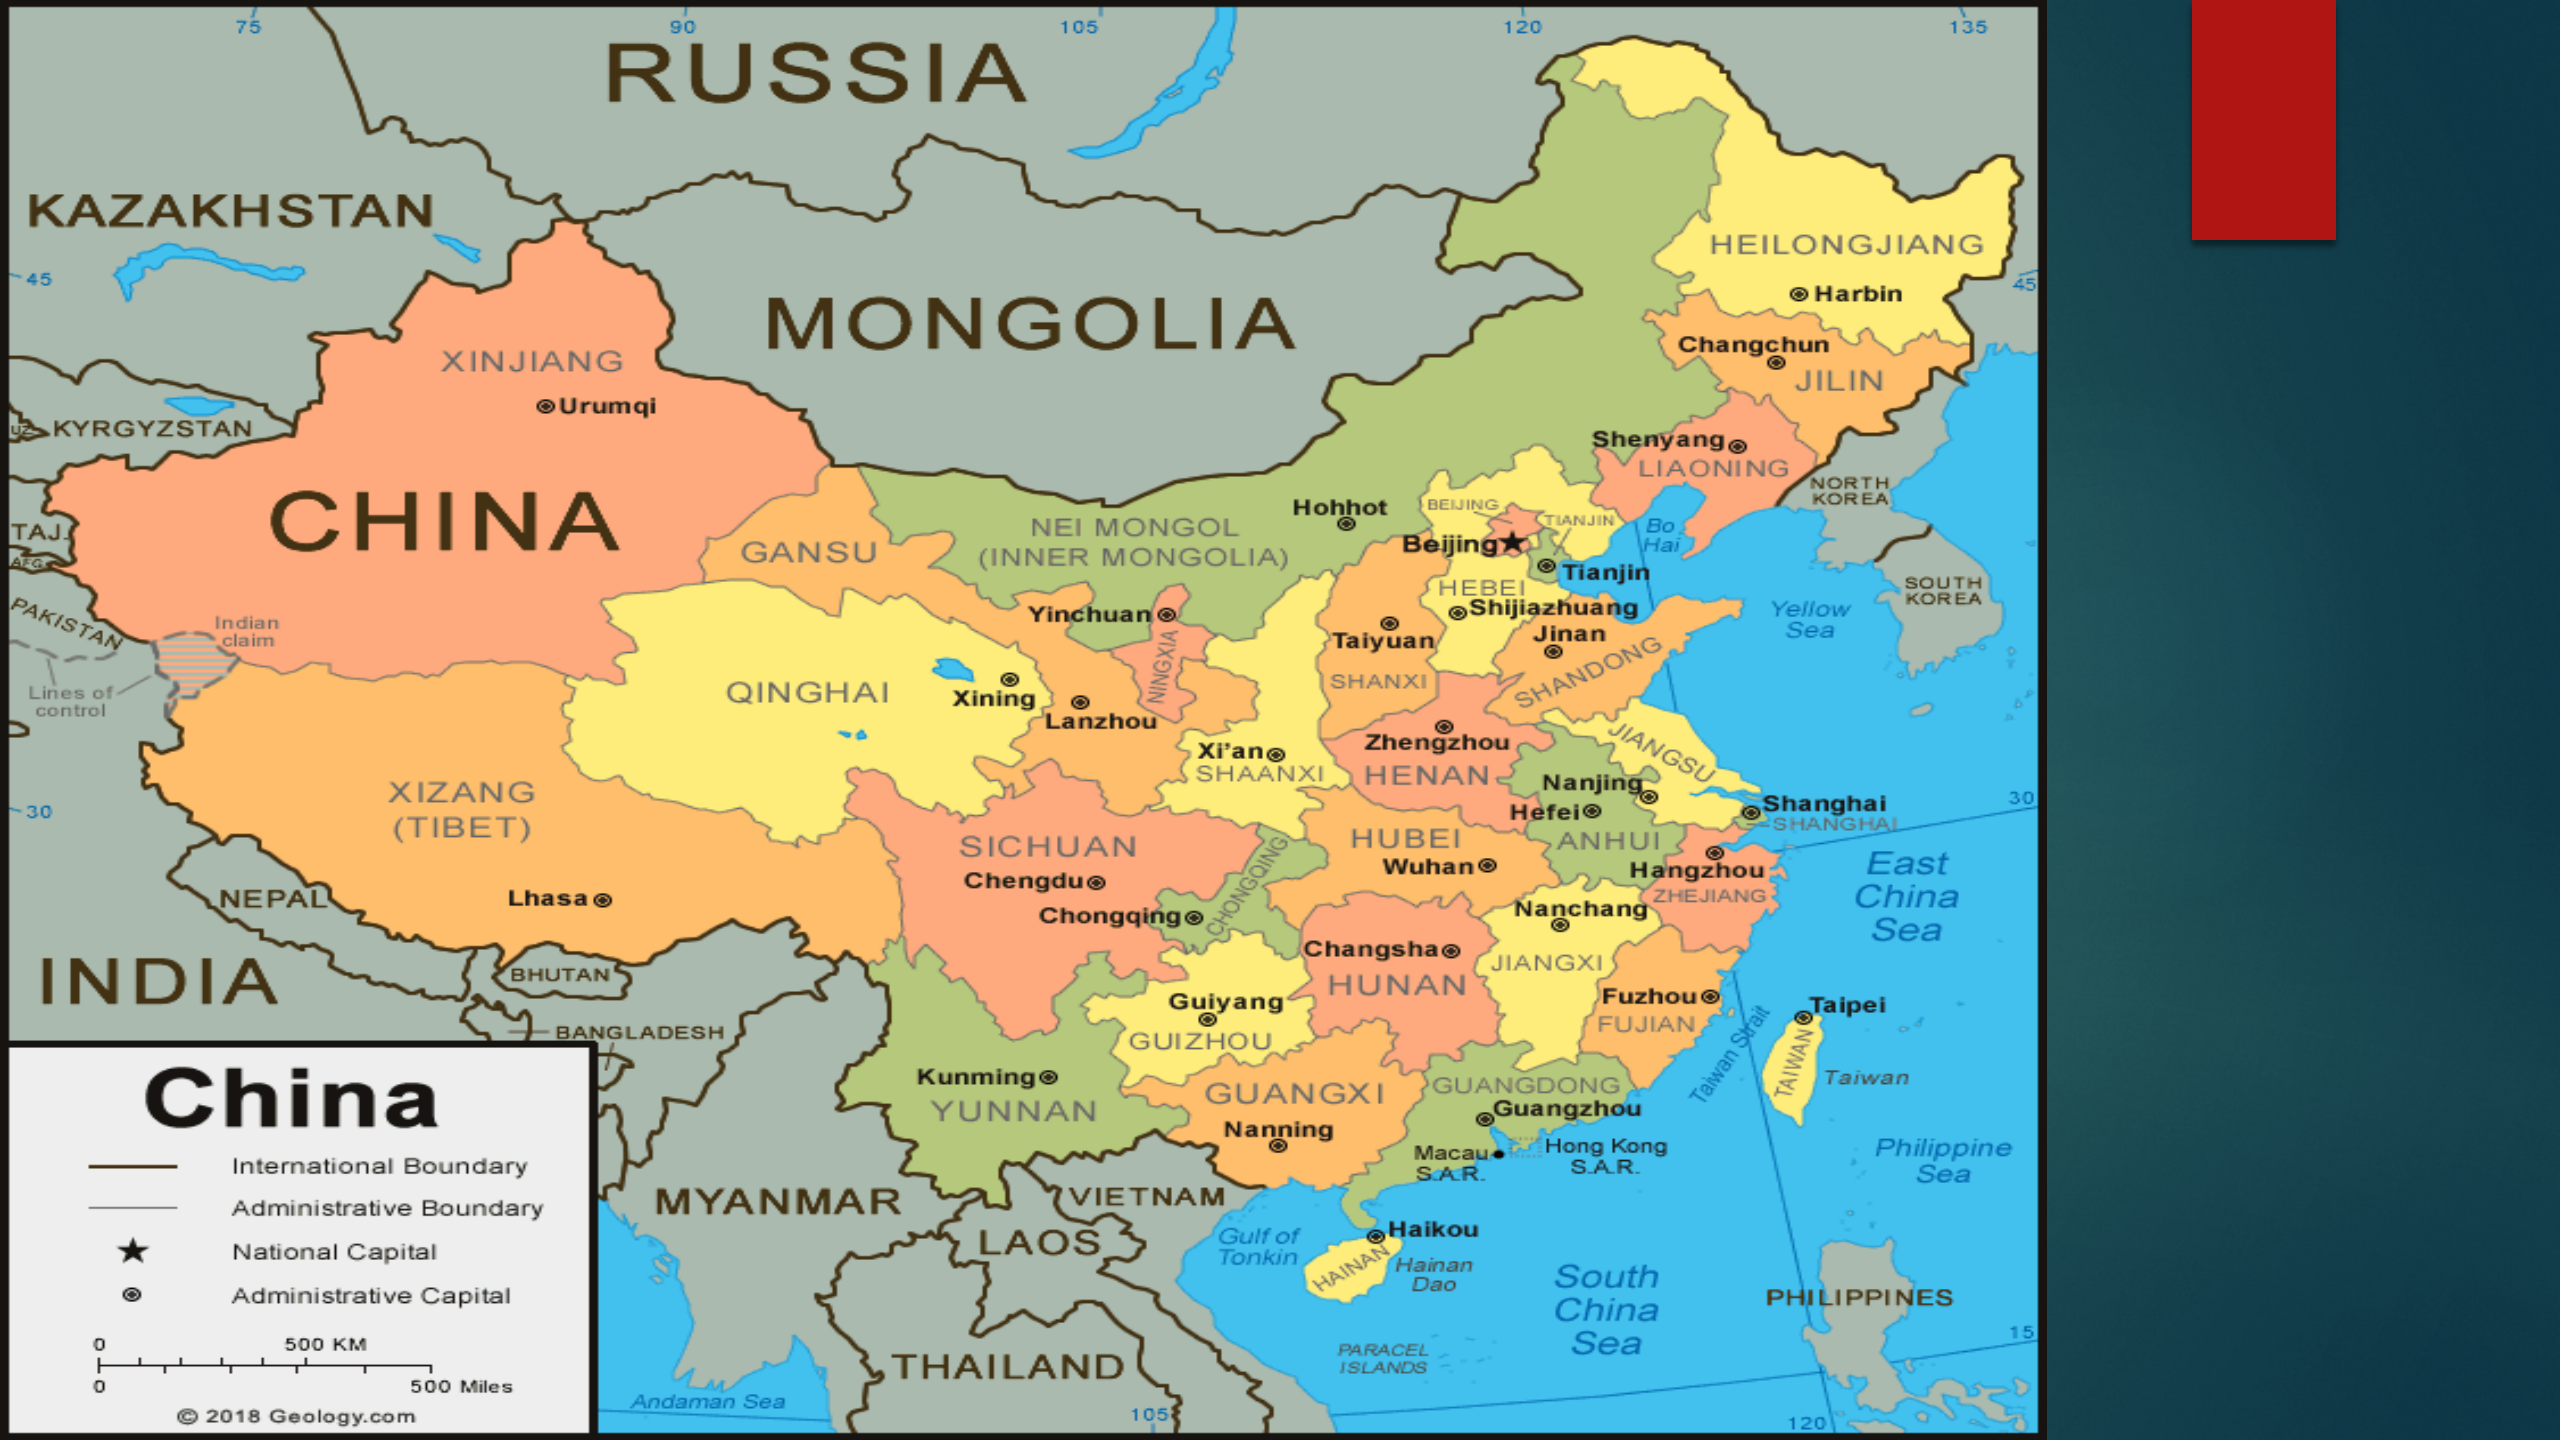 75
90
105
120
135
RUSSIA
KAZAKHSTAN
45
45
MONGOLIA
HEILONGJIANG
Harbin
Changchun
JILIN
XINJIANG
Urumqi
UZ.
KYRGYZSTAN
Shenyang
LIAONING
NORTH
KOREA
CHINA
TAJ.
AFG.
PAKISTAN
Indian
claim
Lines of
control
GANSU
NEI MONGOL
(INNER MONGOLIA)
Hohhot
BEIJING
TIANJIN
Beijing
Tianjin
Bo
Hai
HEBEI
Shijiazhuang
SOUTH
KOREA
Yellow
Sea
Yinchuan
NINGXIA
Taiyuan
SHANXI
Jinan
SHANDONG
QINGHAI
Xining
Lanzhou
Xi'an
SHAANXI
Zhengzhou
HENAN
JIANGSU
Nanjing
Hefei
ANHUI
Shanghai
SHANGHAI
30
30
XIZANG
(TIBET)
Lhasa
SICHUAN
Chengdu
Chongqing
CHONGQING
HUBEI
Wuhan
Hangzhou
ZHEJIANG
East
China
Sea
NEPAL
INDIA
BHUTAN
BANGLADESH
Nanchang
JIANGXI
Changsha
HUNAN
Guiyang
GUIZHOU
Fuzhou
FUJIAN
Taiwan Strait
Taipei
TAIWAN
Taiwan
Kunming
YUNNAN
GUANGXI
Nanning
GUANGDONG
Guangzhou
Macau
S.A.R.
Hong Kong
S.A.R.
Philippine
Sea
MYANMAR
VIETNAM
LAOS
Gulf of
Tonkin
Haikou
HAINAN
Hainan
Dao
South
China
Sea
PARACEL
ISLANDS
PHILIPPINES
15
THAILAND
Andaman Sea
105
120
China
International Boundary
Administrative Boundary
National Capital
Administrative Capital
0 500 KM
0 500 Miles
© 2018 Geology.com